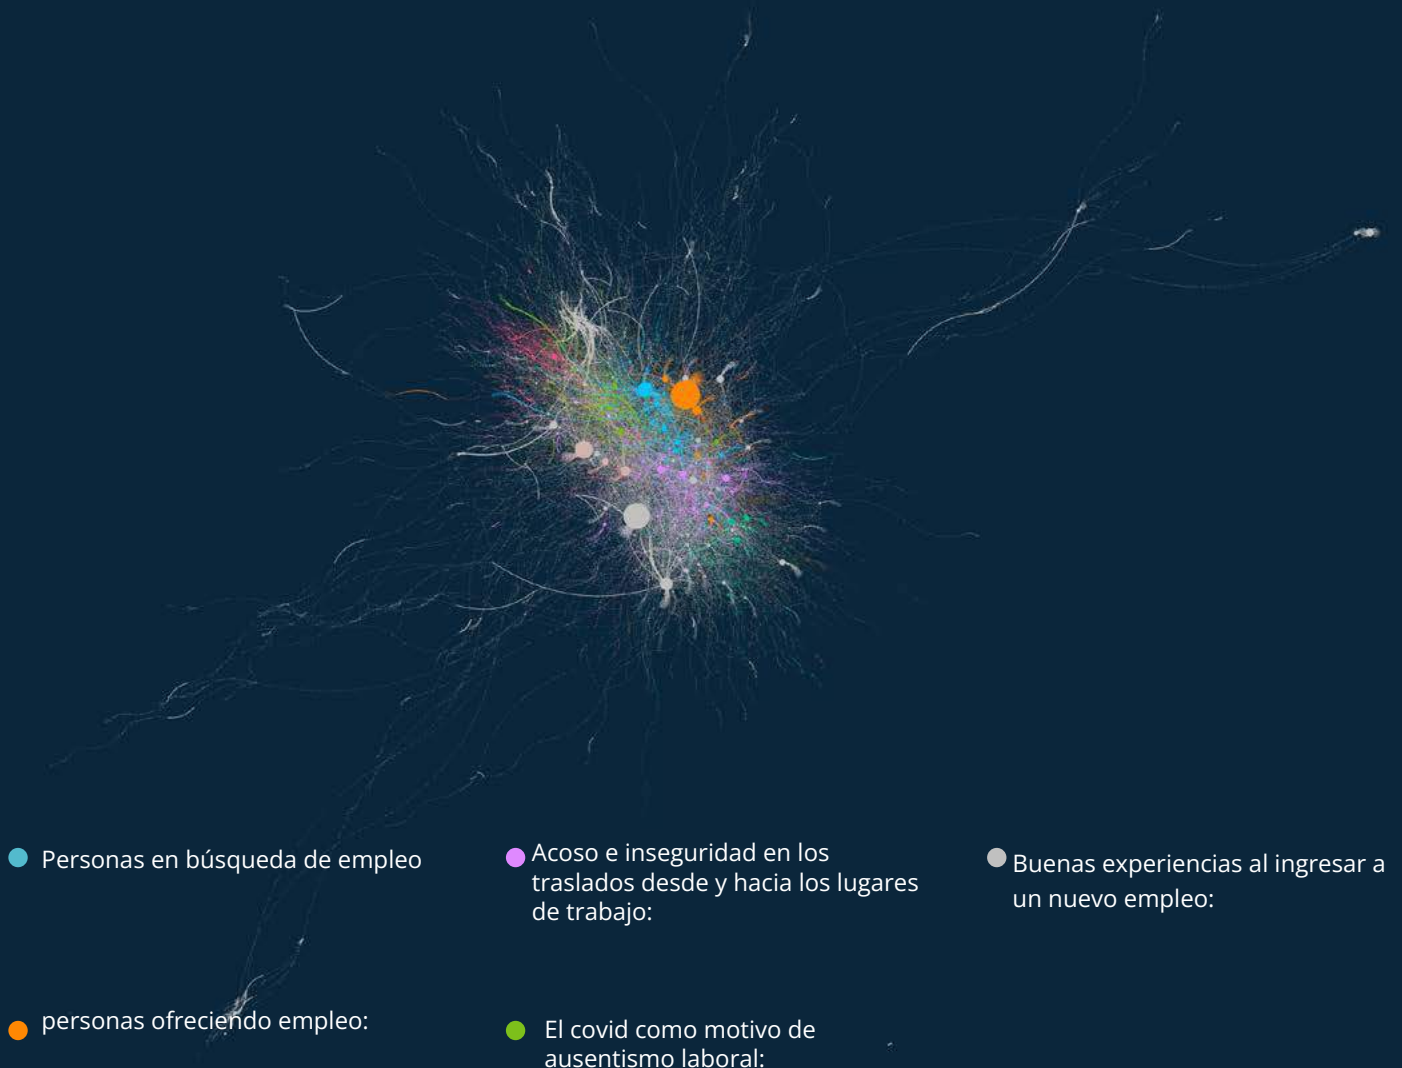 Personas en búsqueda de empleo
Acoso e inseguridad en los
traslados desde y hacia los lugares
de trabajo:
Buenas experiencias al ingresar a
un nuevo empleo:
personas ofreciendo empleo:
El covid como motivo de
ausentismo laboral: